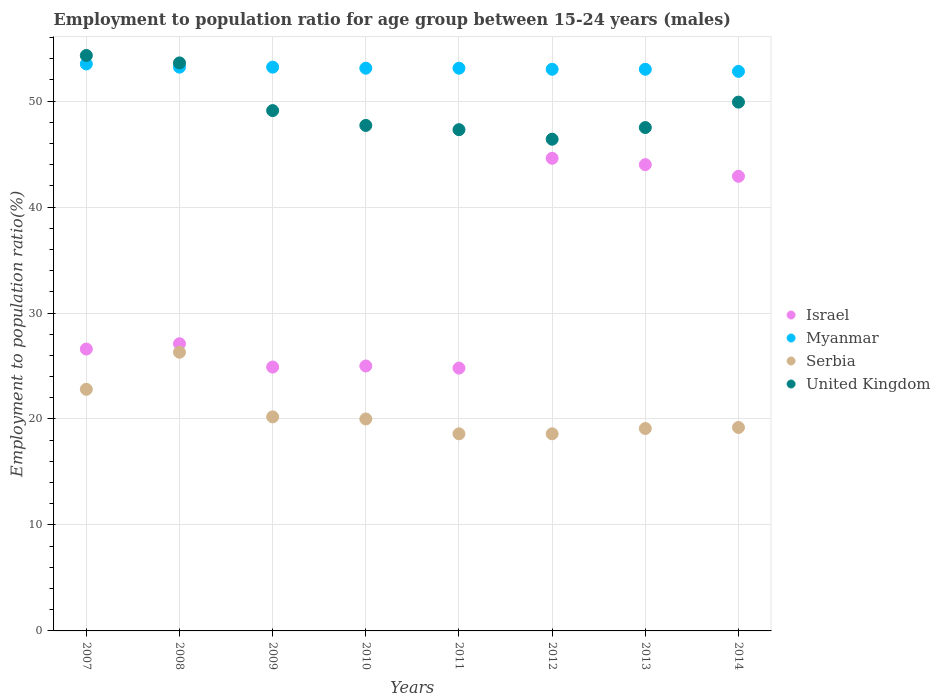 Employment to population ratio for age group between 15-24 years (males)
Employment to population ratio(%)
50
40
30
20
10
0
2007
2008
2009
2010
2011
2012
2013
2014
Years
Israel
Myanmar
Serbia
United Kingdom